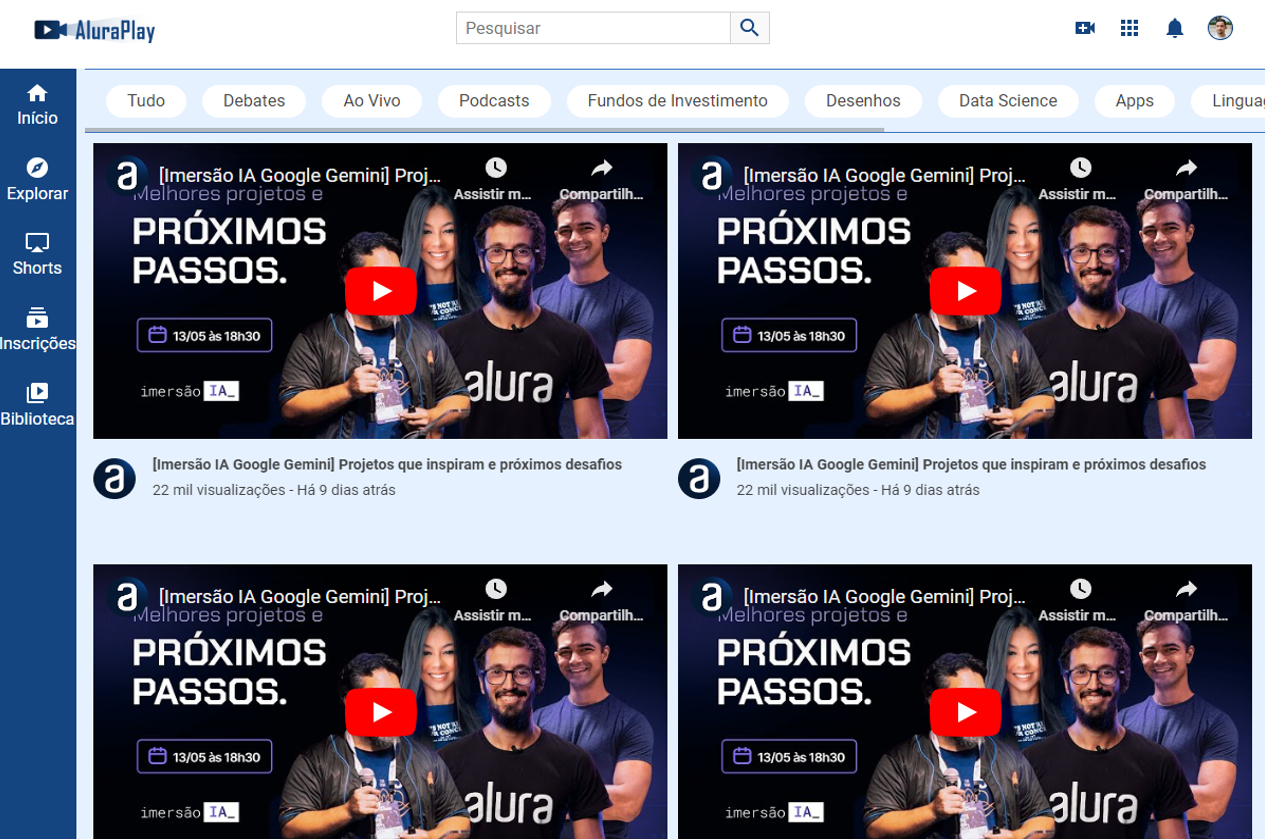 AluraPlay
Pesquisar
Início
Explorar
Shorts
Inscrições
Biblioteca
Tudo Debates Ao Vivo Podcasts Fundos de Investimento Desenhos Data Science Apps Linguag
a [Imersão IA Google Gemini] Proj...
Assistir m... Compartilh...
Melhores projetos e
PRÓXIMOS
PASSOS.
13/05 às 18h30
alura
imersão IA_
a [Imersão IA Google Gemini] Proj...
Assistir m... Compartilh...
Melhores projetos e
PRÓXIMOS
PASSOS.
13/05 às 18h30
alura
imersão IA_
a [Imersão IA Google Gemini] Projetos que inspiram e próximos desafios
22 mil visualizações - Há 9 dias atrás
a [Imersão IA Google Gemini] Projetos que inspiram e próximos desafios
22 mil visualizações - Há 9 dias atrás
a [Imersão IA Google Gemini] Proj...
Assistir m... Compartilh...
Melhores projetos e
PRÓXIMOS
PASSOS.
13/05 às 18h30
alura
imersão IA_
a [Imersão IA Google Gemini] Proj...
Assistir m... Compartilh...
Melhores projetos e
PRÓXIMOS
PASSOS.
13/05 às 18h30
alura
imersão IA_